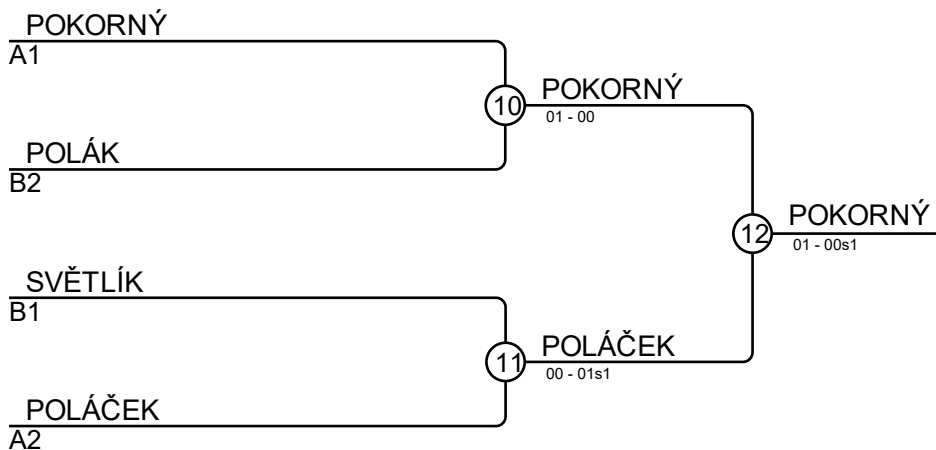 POKORNÝ
A1
10
POKORNÝ
01 - 00
POLÁK
B2
12
POKORNÝ
01 - 00s1
SVĚTLÍK
B1
11
POLÁČEK
00 - 01s1
POLÁČEK
A2